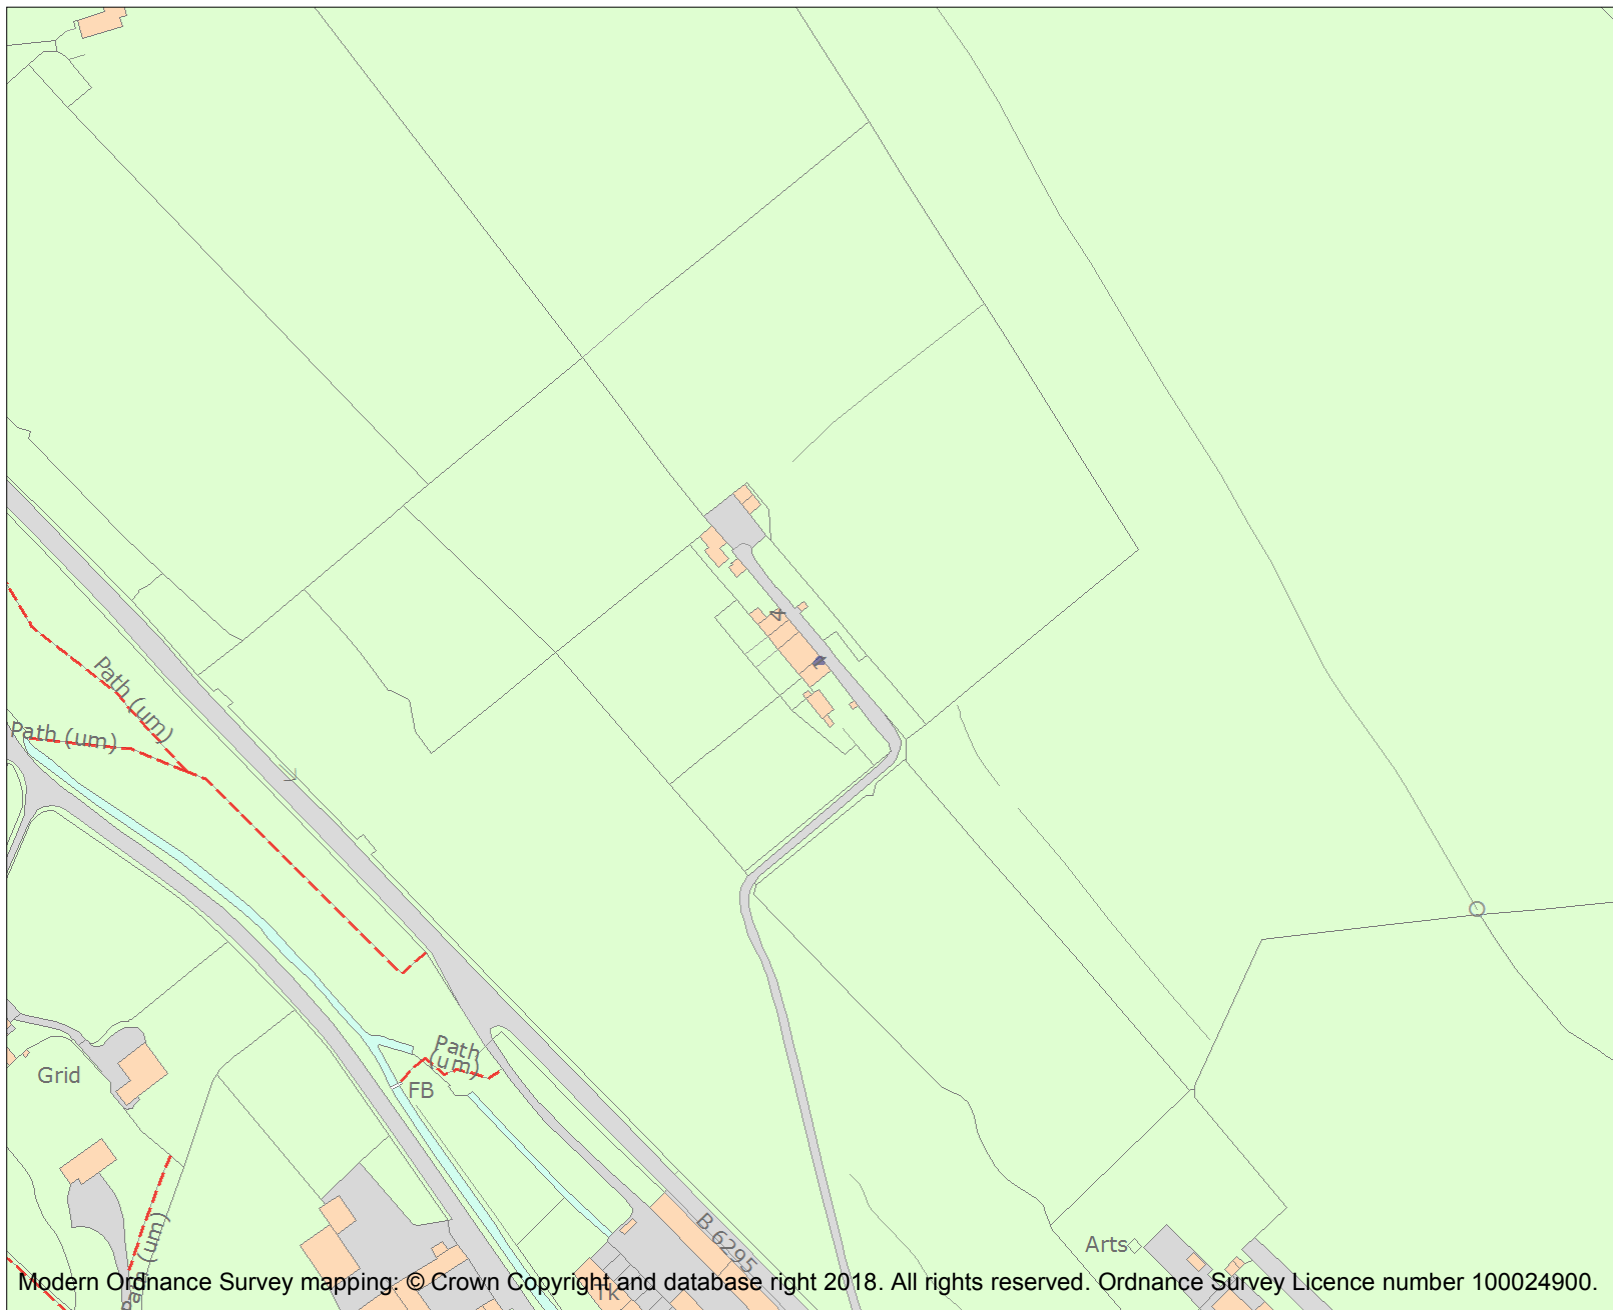 4
Path (um)
Path (um)
Path
(um)
FB
Grid
Path (um)
B 6295
Arts
Tk
Modern Ordnance Survey mapping: © Crown Copyright and database right 2018. All rights reserved. Ordnance Survey Licence number 100024900.